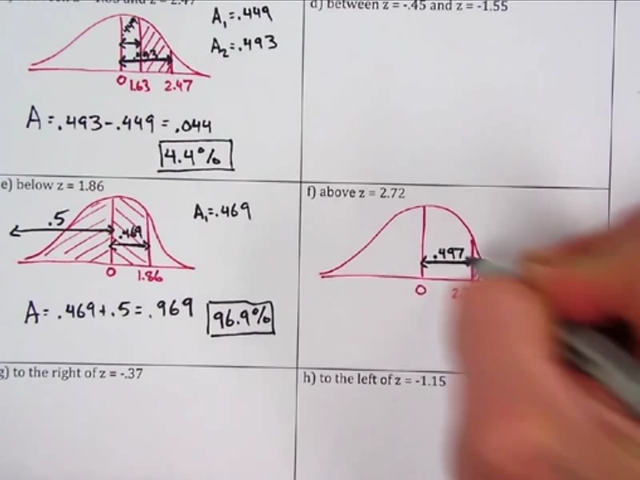 A₁=.449
A₂=.493
.493
0 1.63 2.47
A = .493-.449 = .044
4.4%
d) between z = -.45 and z = -1.55
e) below z = 1.86
.5
A₁=.469
.469
0 1.86
A = .469+.5 = .969
96.9%
f) above z = 2.72
.497
0
g) to the right of z = -.37
h) to the left of z = -1.15